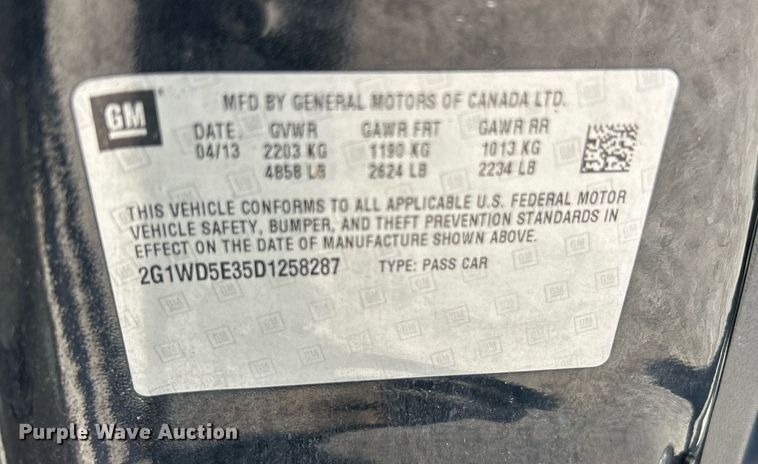 GM
MFD BY GENERAL MOTORS OF CANADA LTD.
DATE GVWR GAWR FRT GAWR RR
04/13 2203 KG 1190 KG 1013 KG
4858 LB 2624 LB 2234 LB
THIS VEHICLE CONFORMS TO ALL APPLICABLE U.S. FEDERAL MOTOR
VEHICLE SAFETY, BUMPER, AND THEFT PREVENTION STANDARDS IN
EFFECT ON THE DATE OF MANUFACTURE SHOWN ABOVE.
2G1WD5E35D1258287 TYPE: PASS CAR
Purple Wave Auction